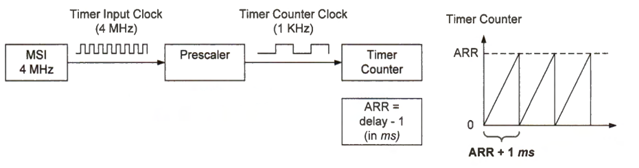 Timer Input Clock
(4 MHz)
Timer Counter Clock
(1 KHz)
MSI
4 MHz
Prescaler
Timer
Counter
ARR =
delay - 1
(in ms)
Timer Counter
ARR
0
ARR + 1 ms